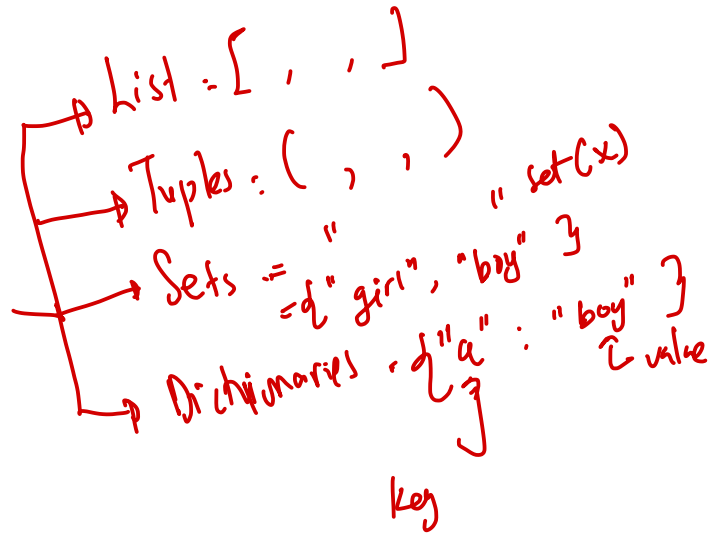 List = [ , , ]
Tuples : ( , , )
" " set(x)
Sets = = {"girl", "boy" }
Dictionaries = {"a" : "boy" }
value
key